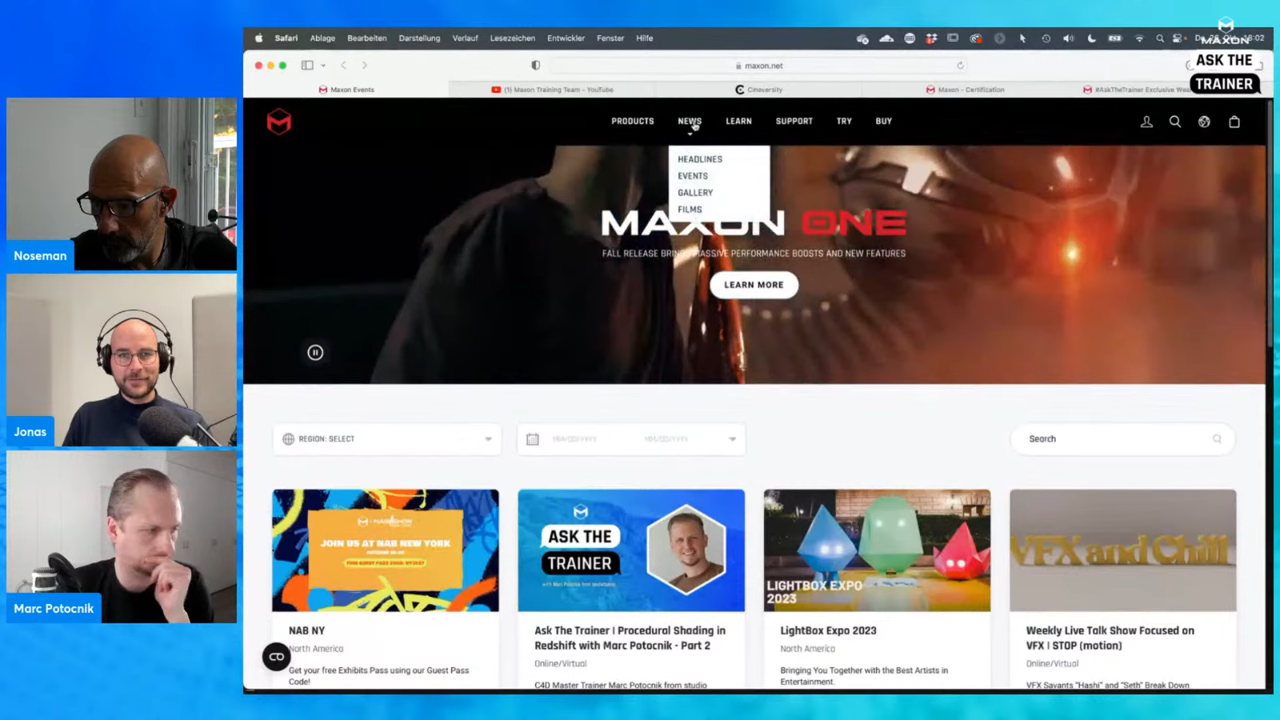 Safari Ablage Bearbeiten Darstellung Verlauf Lesezeichen Entwickler Fenster Hilfe
MAXON
ASK THE
TRAINER
maxon.net
Maxon Events
(1) Maxon Training Team – YouTube
Cineversity
Maxon - Certification
#AskTheTrainer Exclusive
PRODUCTS NEWS LEARN SUPPORT TRY BUY
HEADLINES
EVENTS
GALLERY
FILMS
MAXON ONE
FALL RELEASE BRINGS MASSIVE PERFORMANCE BOOSTS AND NEW FEATURES
LEARN MORE
Noseman
Jonas
Marc Potocnik
REGION: SELECT
MM/DD/YYYY MM/DD/YYYY
Search
JOIN US AT NAB NEW YORK
ASK THE
TRAINER
LIGHTBOX EXPO
2023
VFX and Chill
NAB NY
North America
Get your free Exhibits Pass using our Guest Pass
Code!
Ask The Trainer | Procedural Shading in
Redshift with Marc Potocnik - Part 2
Online/Virtual
C4D Master Trainer Marc Potocnik from studio
LightBox Expo 2023
North America
Bringing You Together with the Best Artists in
Entertainment.
Weekly Live Talk Show Focused on
VFX | STOP (motion)
Online/Virtual
VFX Savants "Hashi" and "Seth" Break Down